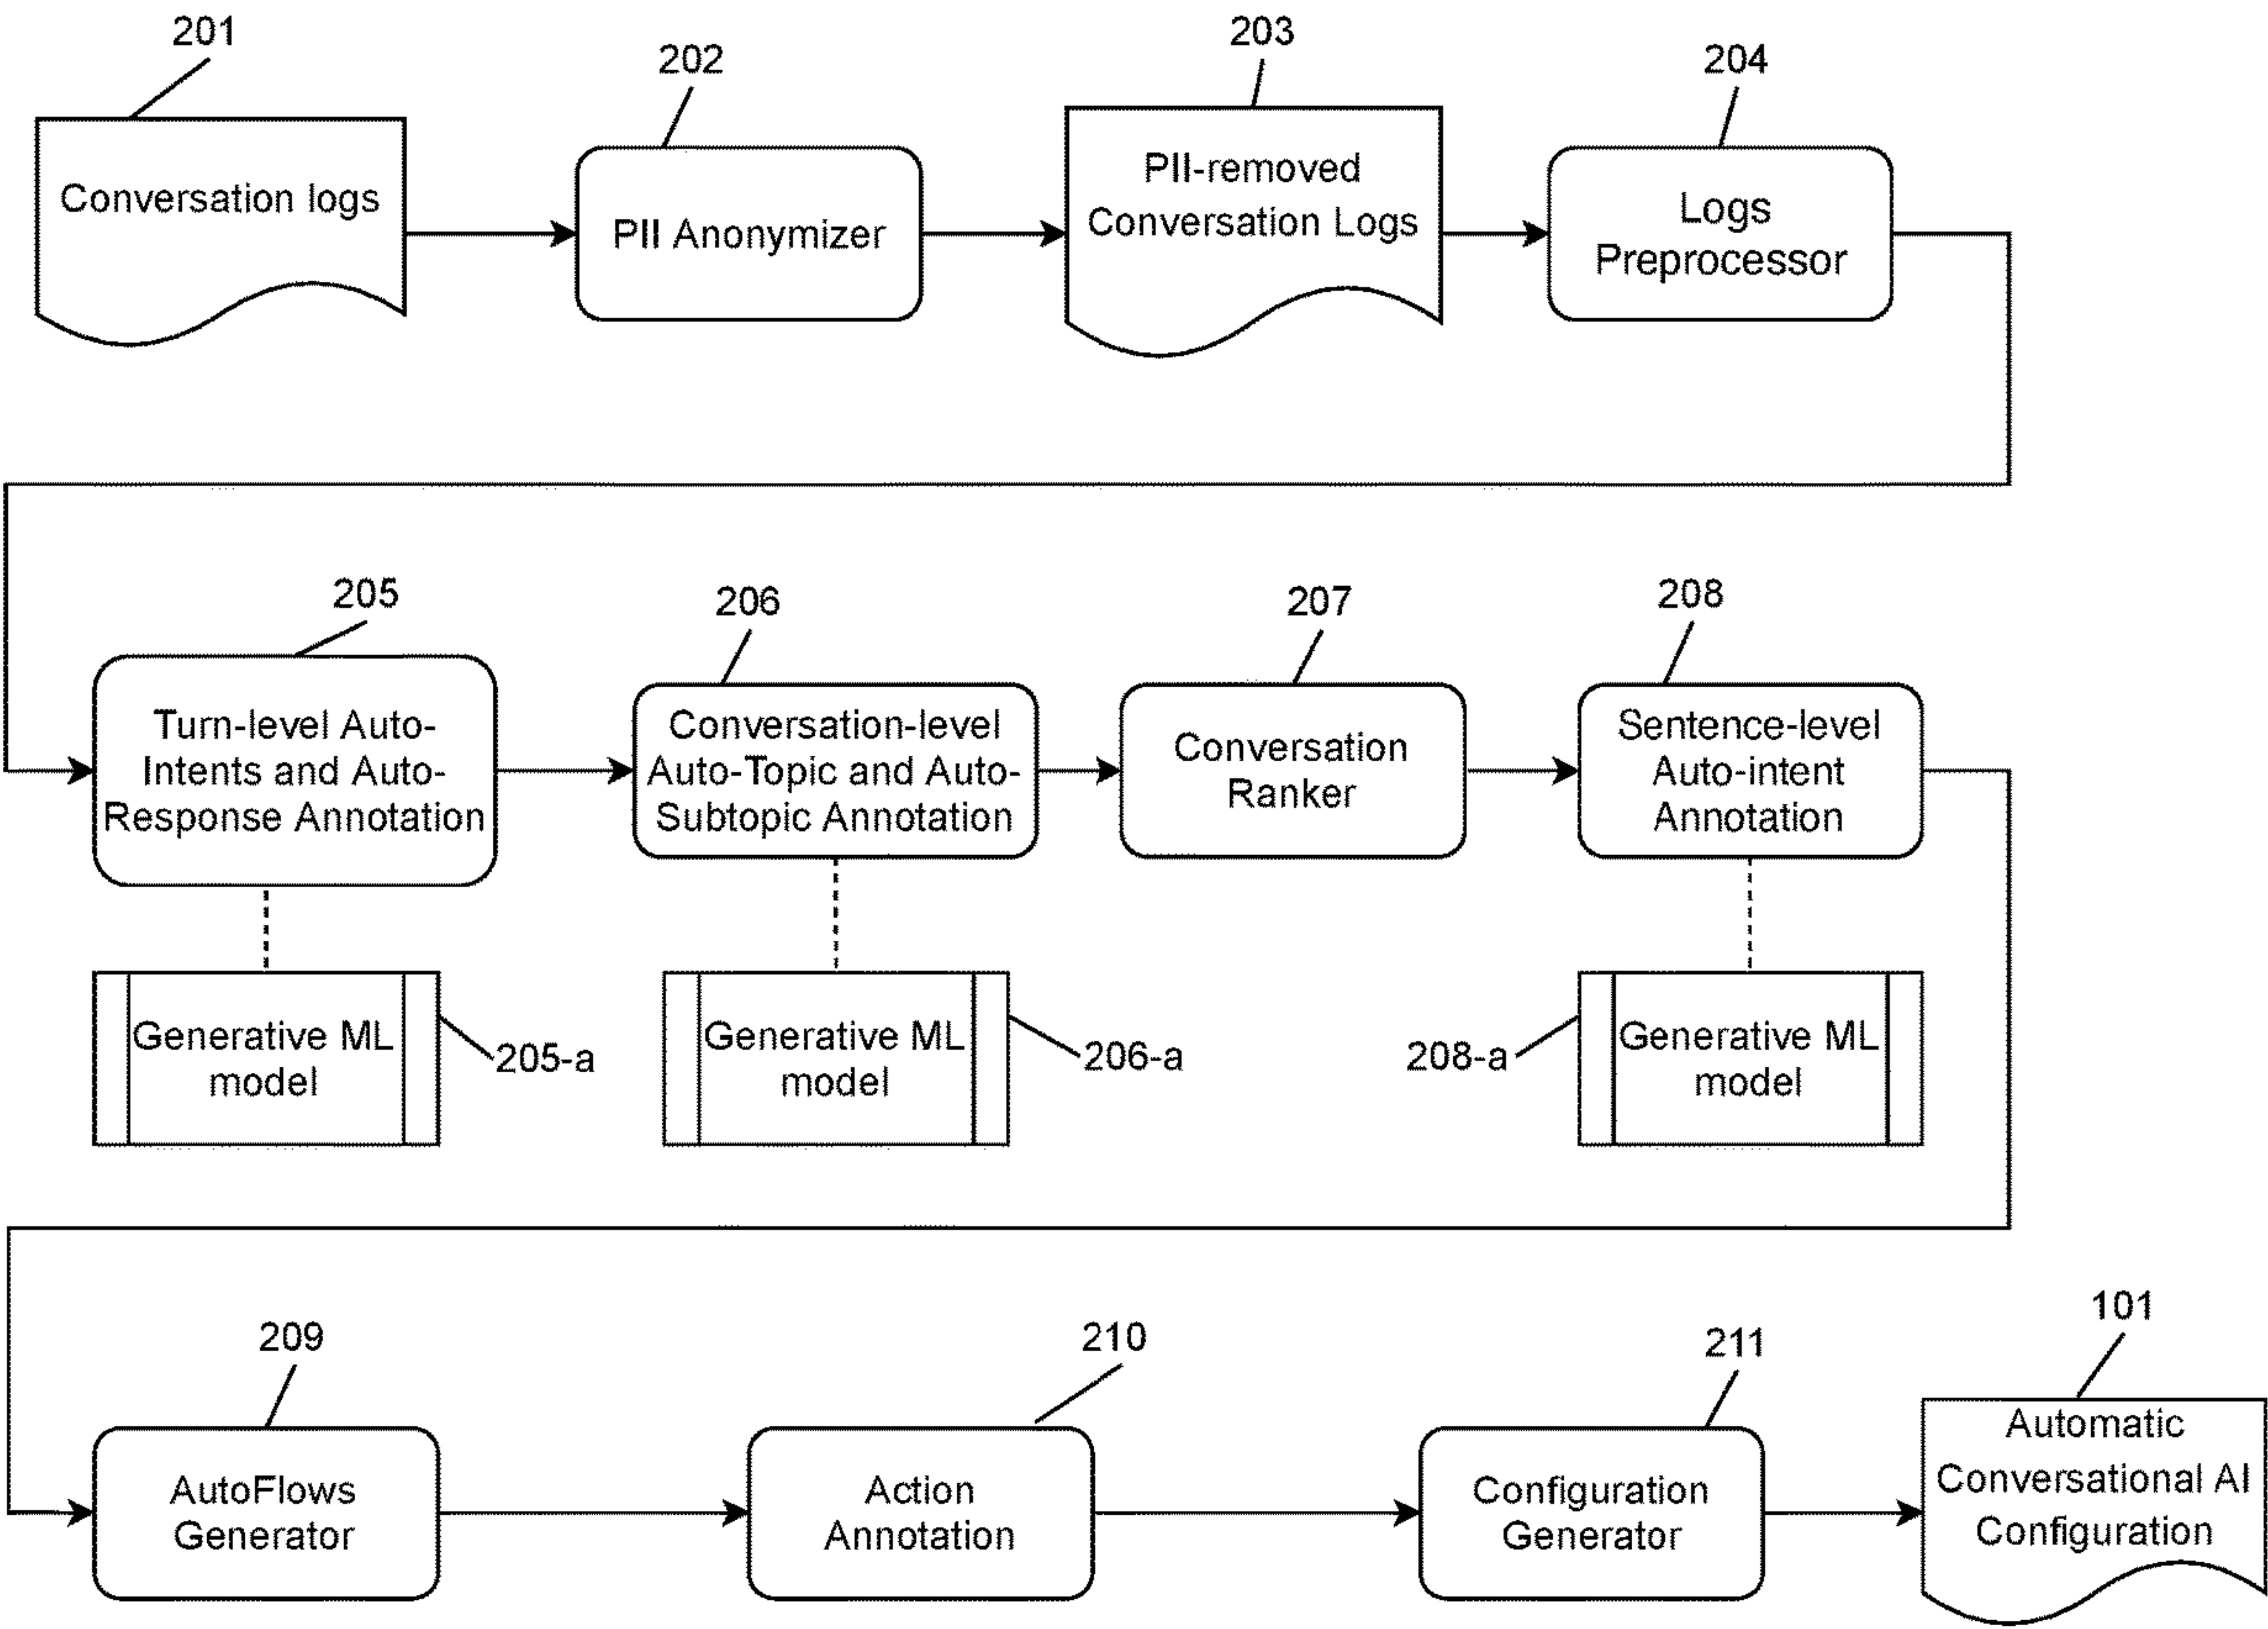 201
202
203
204
Conversation logs
PII Anonymizer
PII-removed
Conversation Logs
Logs
Preprocessor
205
206
207
208
Turn-level Auto-
Intents and Auto-
Response Annotation
Conversation-level
Auto-Topic and Auto-
Subtopic Annotation
Conversation
Ranker
Sentence-level
Auto-intent
Annotation
Generative ML
model
205-a
Generative ML
model
206-a
208-a
Generative ML
model
209
210
211
101
AutoFlows
Generator
Action
Annotation
Configuration
Generator
Automatic
Conversational AI
Configuration